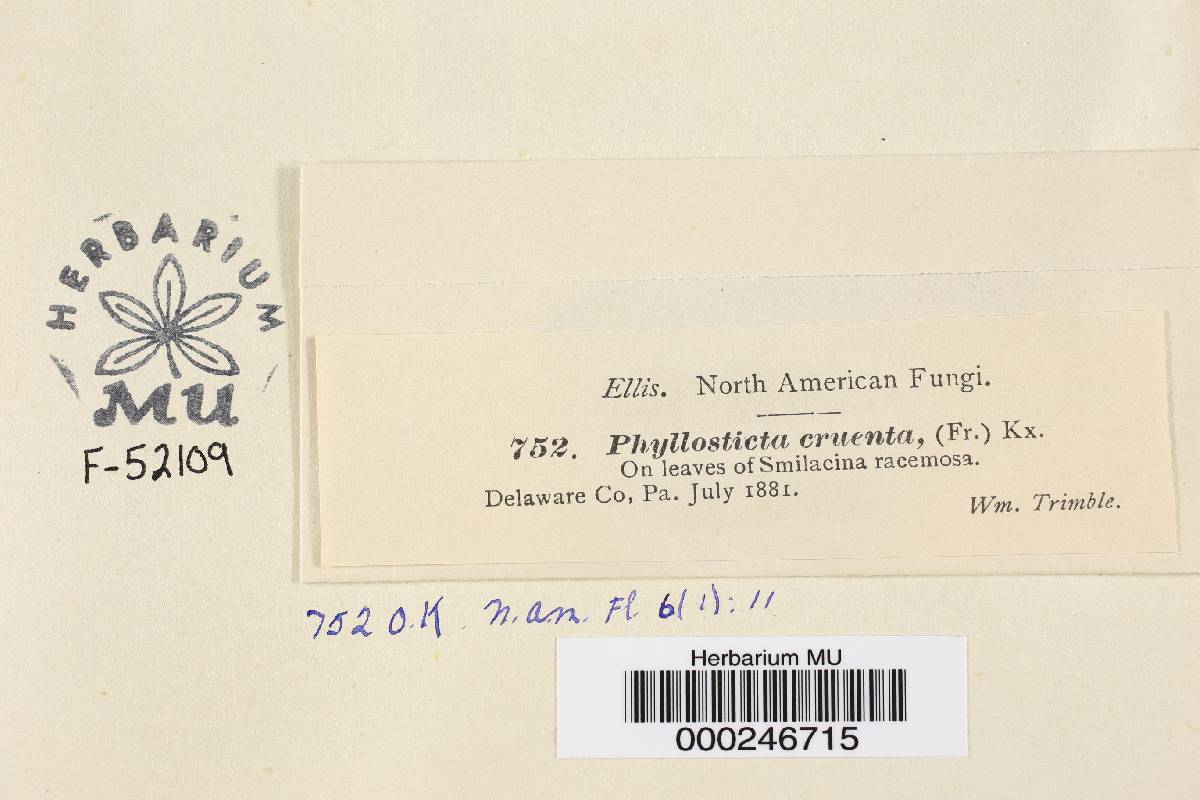 HERBARIUM
MU
F-52109
Ellis. North American Fungi.
752. Phyllosticta cruenta, (Fr.) Kx.
On leaves of Smilacina racemosa.
Delaware Co, Pa. July 1881.
Wm. Trimble.
752 O.K. N.am. Fl. 6(1): 11
Herbarium MU
000246715